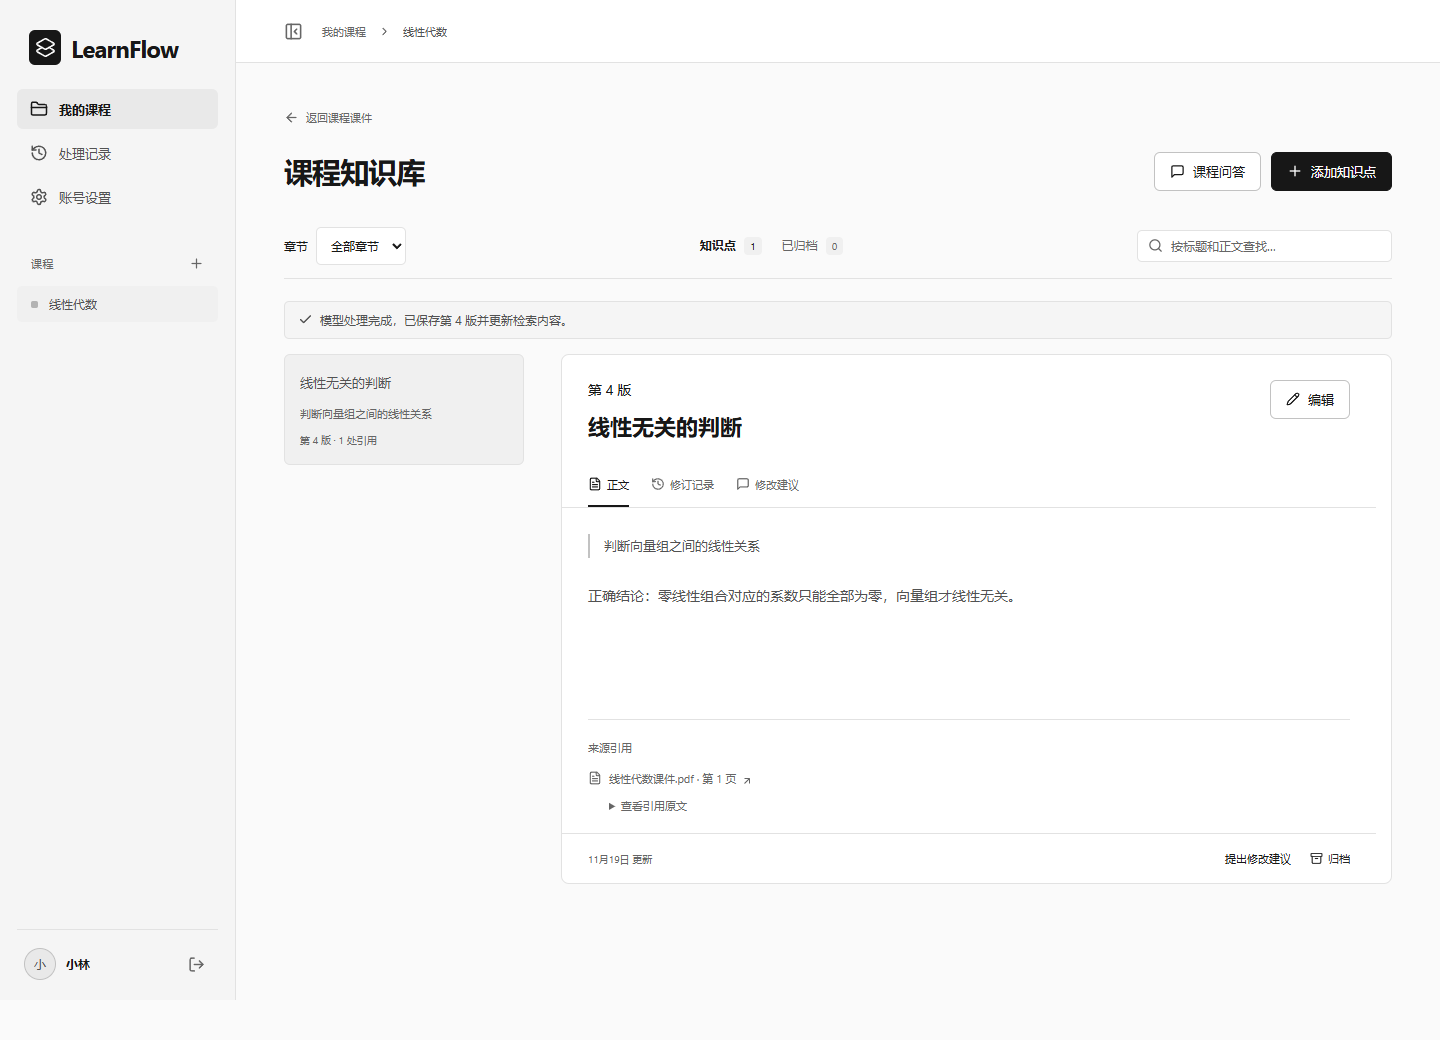 LearnFlow
我的课程
处理记录
账号设置
课程
线性代数
小
小林
我的课程 > 线性代数
返回课程课件
课程知识库
课程问答
添加知识点
章节 全部章节
知识点 1 已归档 0
按标题和正文查找...
模型处理完成，已保存第 4 版并更新检索内容。
线性无关的判断
判断向量组之间的线性关系
第 4 版 · 1 处引用
第 4 版
线性无关的判断
编辑
正文 修订记录 修改建议
判断向量组之间的线性关系
正确结论：零线性组合对应的系数只能全部为零，向量组才线性无关。
来源引用
线性代数课件.pdf · 第 1 页
查看引用原文
11月19日 更新
提出修改建议 归档